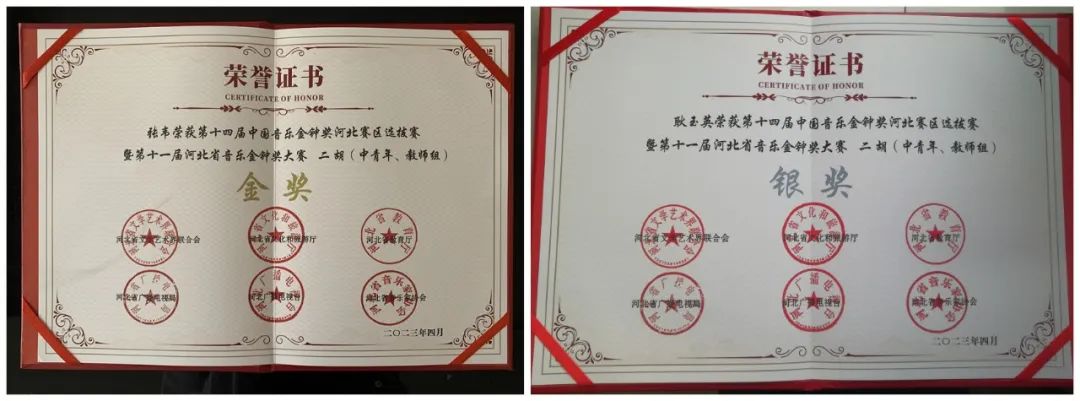 荣誉证书
CERTIFICATE OF HONOR
张韦荣获第十四届中国音乐金钟奖河北赛区选拔赛
暨第十一届河北省音乐金钟奖大赛 二胡（中青年、教师组）
金奖
河北省文学艺术界联合会 河北省文化和旅游厅 河北省教育厅
河北省广播电视局 河北广播电视台 河北省音乐家协会
二〇二三年四月
荣誉证书
CERTIFICATE OF HONOR
耿玉英荣获第十四届中国音乐金钟奖河北赛区选拔赛
暨第十一届河北省音乐金钟奖大赛 二胡（中青年、教师组）
银奖
河北省文学艺术界联合会 河北省文化和旅游厅 河北省教育厅
河北省广播电视局 河北广播电视台 河北省音乐家协会
二〇二三年四月